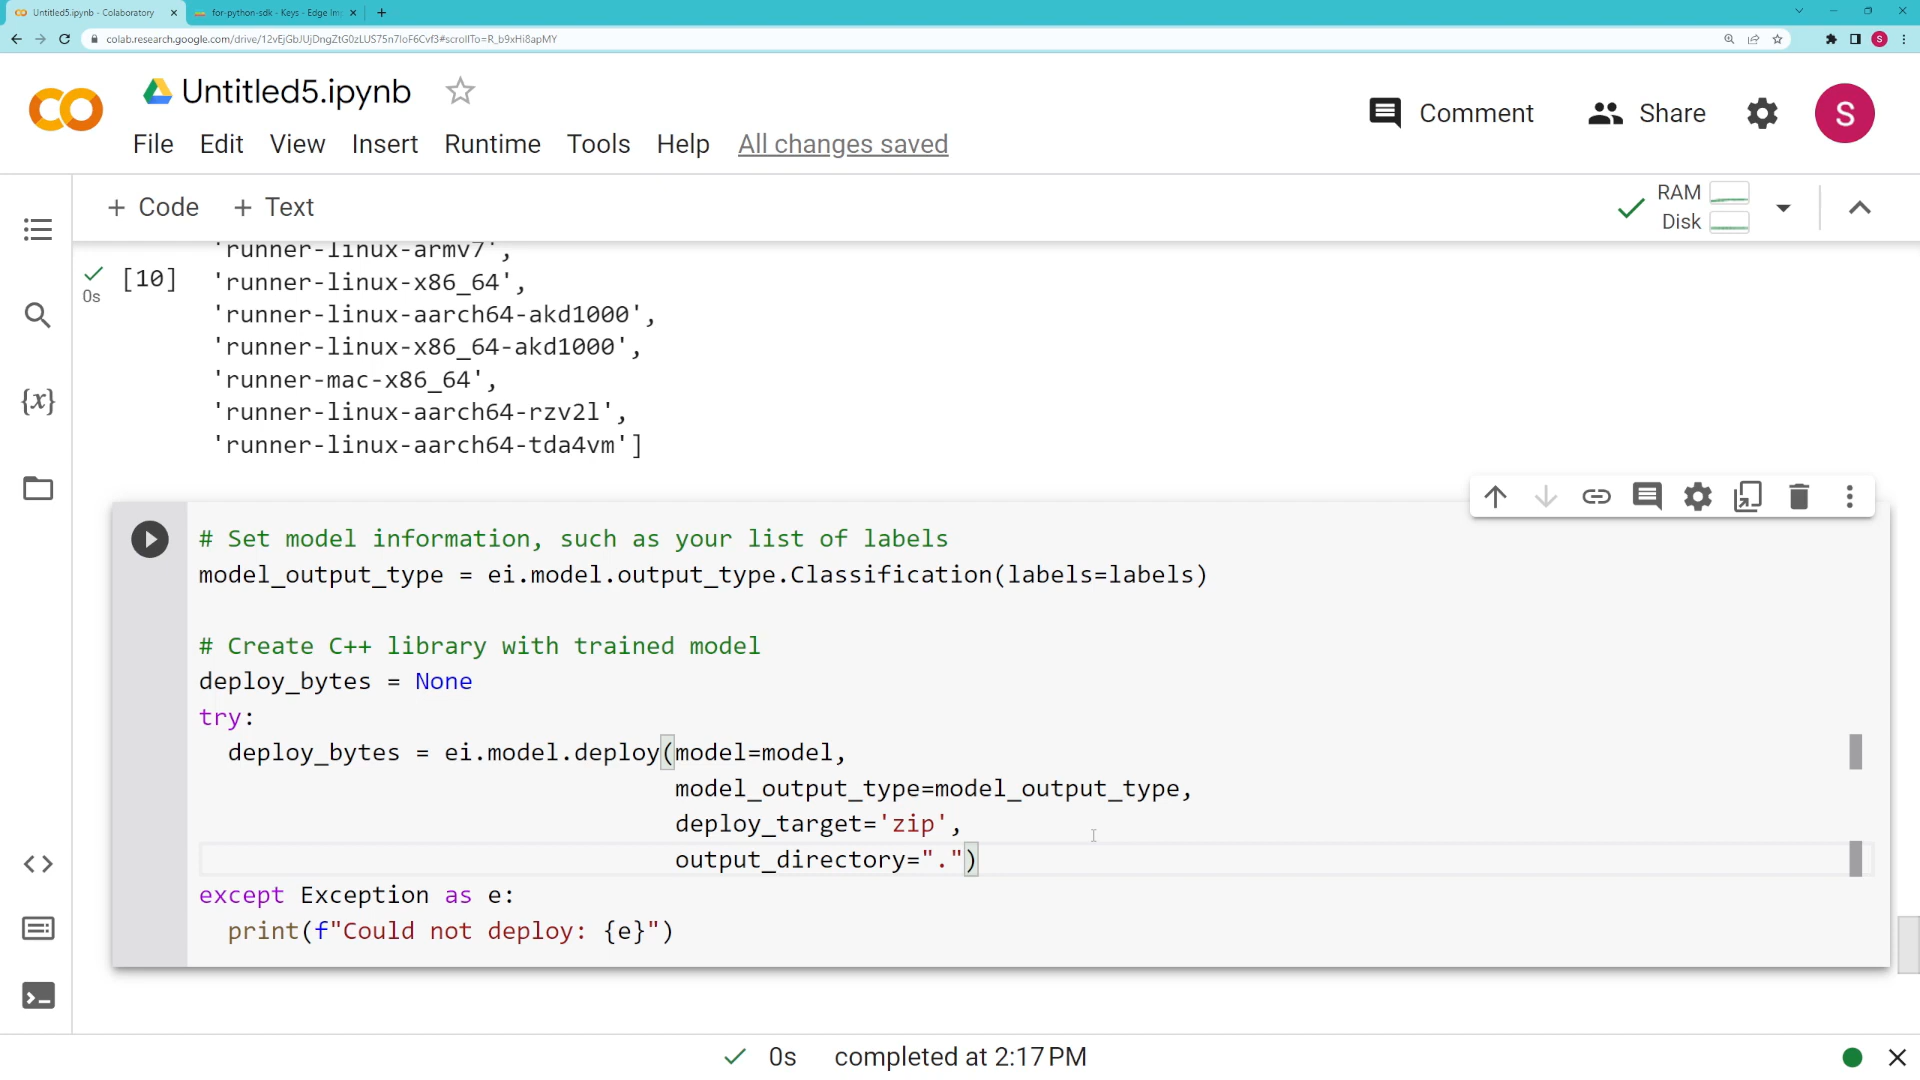 Untitled5.ipynb - Colaboratory
for-python-sdk - Keys - Edge Im
colab.research.google.com/drive/12vEjGbJUjDngZtG0zLUS75n7IoF6Cvf3#scrollTo=R_b9xHi8apMY
S
Untitled5.ipynb
Comment
Share
S
File Edit View Insert Runtime Tools Help All changes saved
+ Code + Text
RAM
Disk
'runner-linux-armv7',
[10] 'runner-linux-x86_64',
0s
'runner-linux-aarch64-akd1000',
'runner-linux-x86_64-akd1000',
'runner-mac-x86_64',
'runner-linux-aarch64-rzv2l',
'runner-linux-aarch64-tda4vm']
# Set model information, such as your list of labels
model_output_type = ei.model.output_type.Classification(labels=labels)
# Create C++ library with trained model
deploy_bytes = None
try:
deploy_bytes = ei.model.deploy(model=model,
model_output_type=model_output_type,
deploy_target='zip',
output_directory=".")
except Exception as e:
print(f"Could not deploy: {e}")
0s completed at 2:17 PM